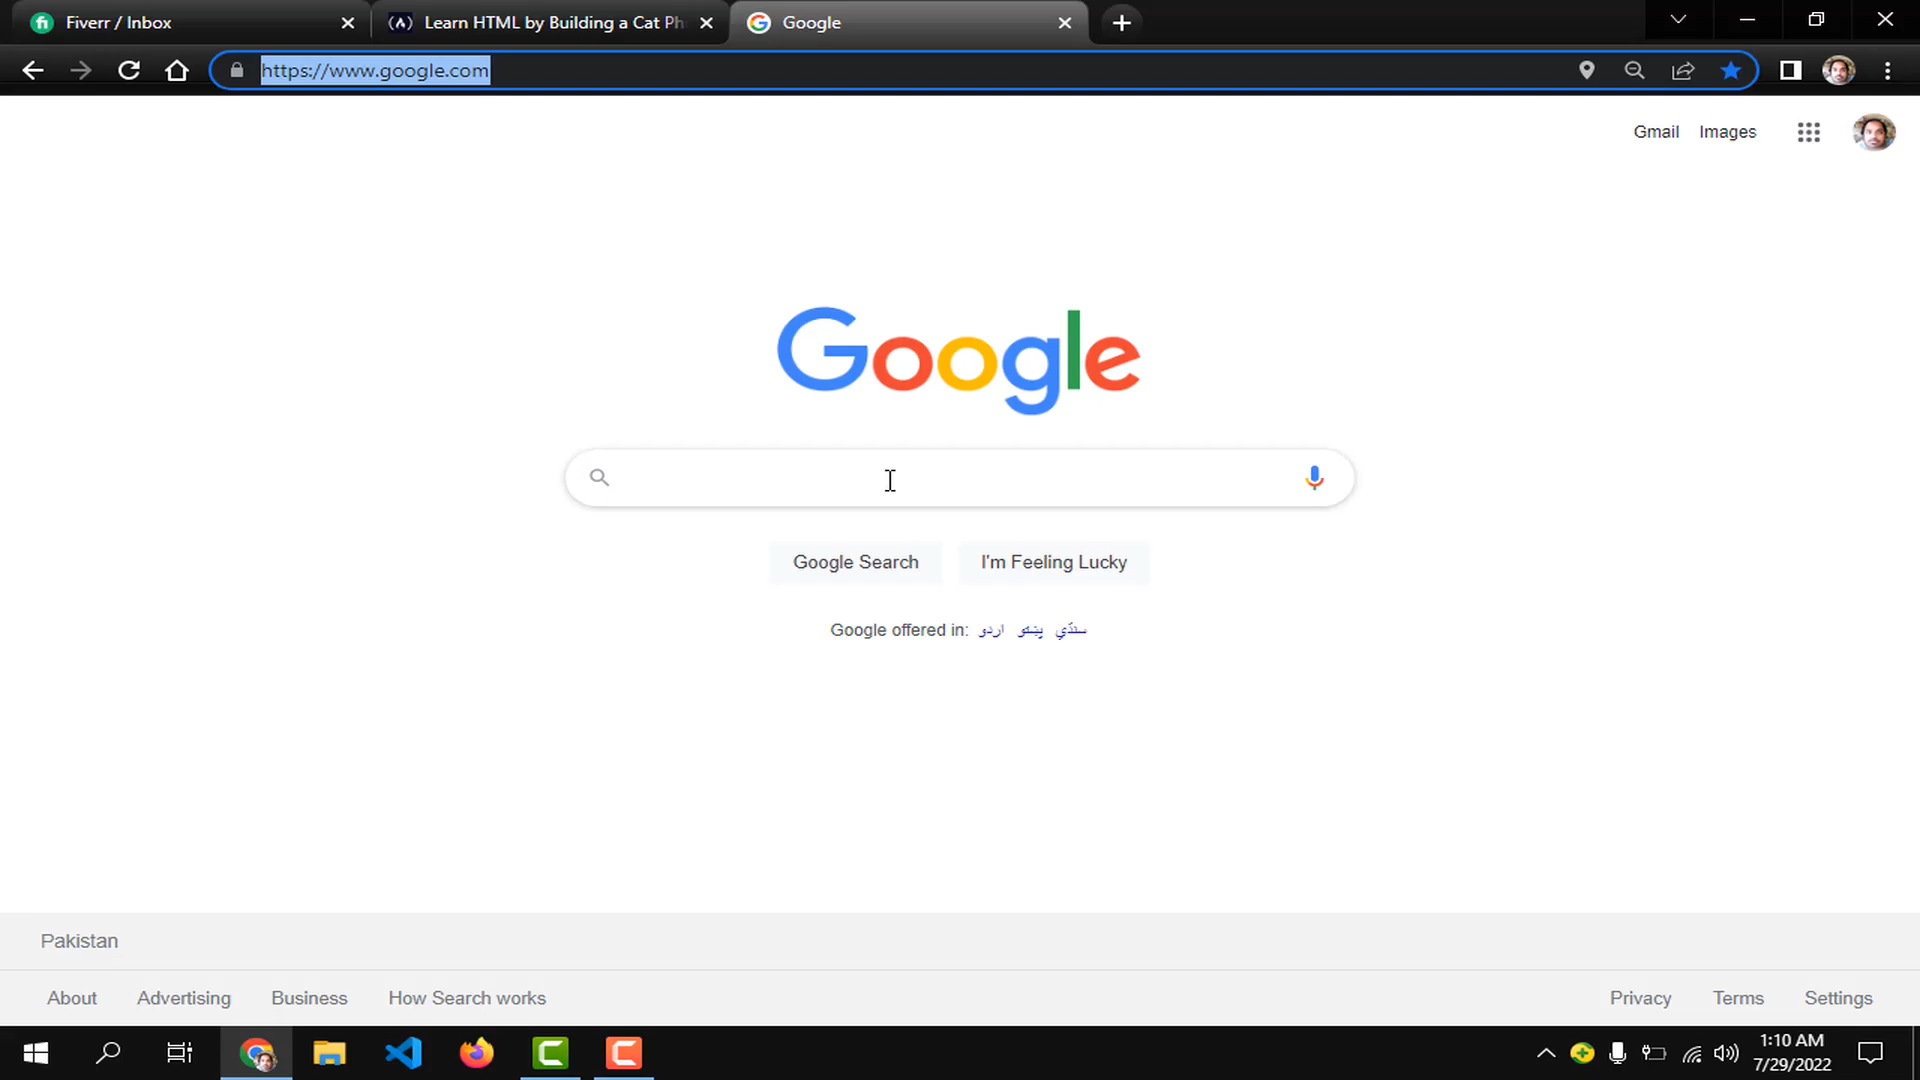 Fiverr / Inbox
Learn HTML by Building a Cat Ph
Google
https://www.google.com
Gmail Images
Google
Google Search I'm Feeling Lucky
Google offered in: اردو پښتو سنڌي
Pakistan
About Advertising Business How Search works Privacy Terms Settings
1:10 AM
7/29/2022